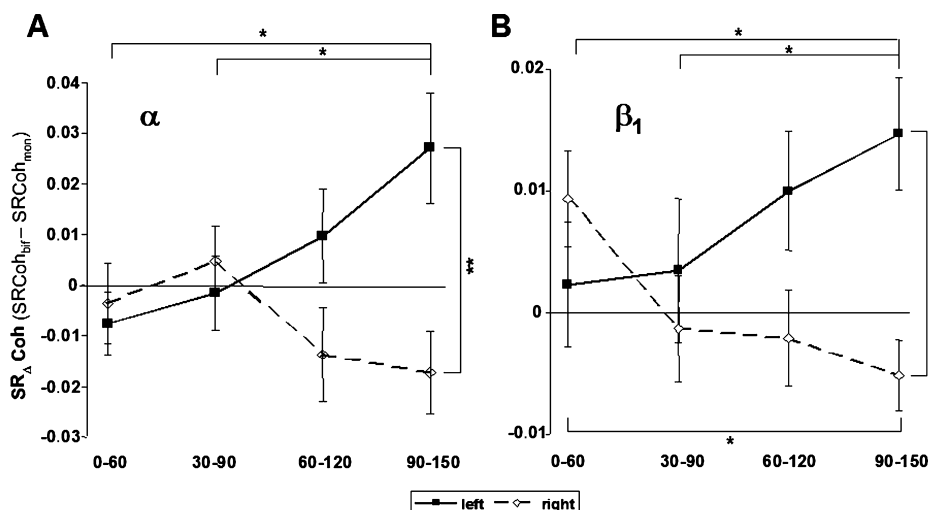 A
B
*
*
*
*
0.04
0.03
0.02
0.01
0
-0.01
-0.02
-0.03
α
**
SRΔ Coh (SRCohbif – SRCohmon)
0-60 30-90 60-120 90-150
0.02
0.01
0
-0.01
β1
*
0-60 30-90 60-120 90-150
left right